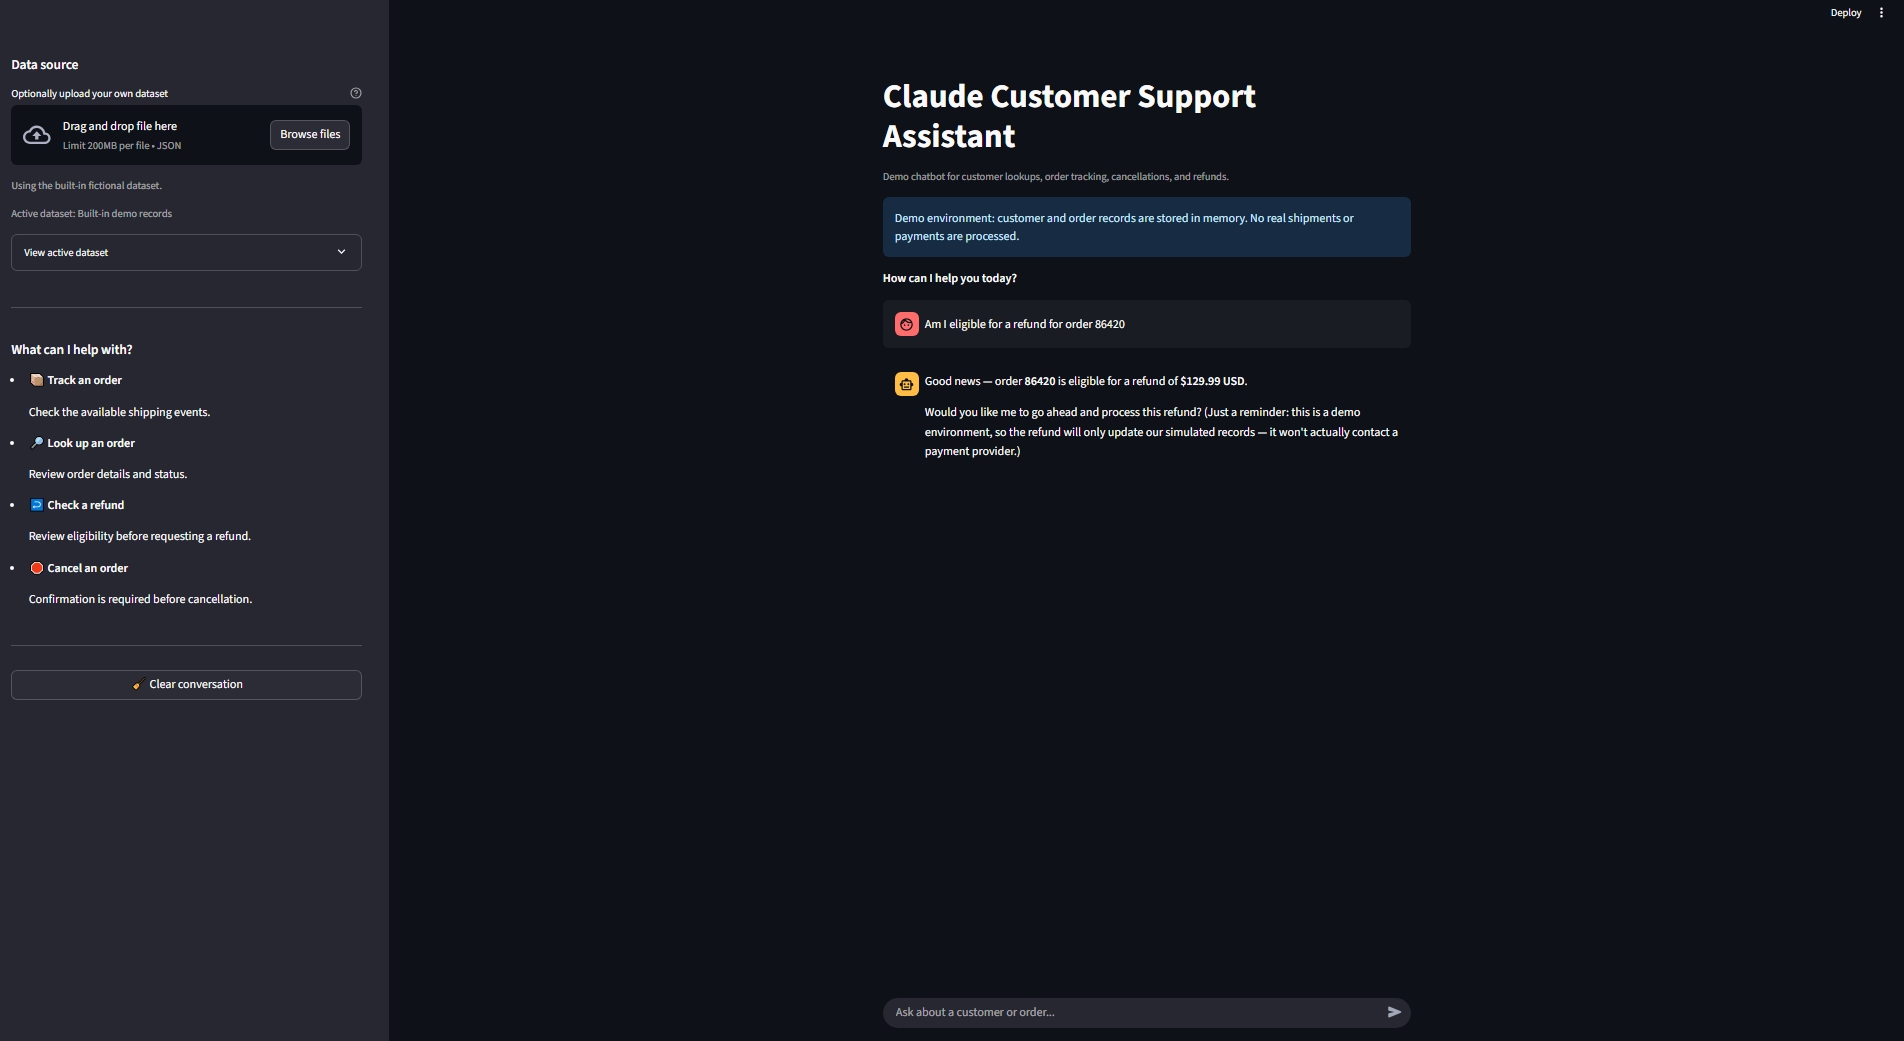 Deploy
Data source
Optionally upload your own dataset
Drag and drop file here
Limit 200MB per file • JSON
Browse files
Using the built-in fictional dataset.
Active dataset: Built-in demo records
View active dataset
What can I help with?
• 📦 Track an order
Check the available shipping events.
• 🔎 Look up an order
Review order details and status.
• ↩️ Check a refund
Review eligibility before requesting a refund.
• 🛑 Cancel an order
Confirmation is required before cancellation.
🧹 Clear conversation
Claude Customer Support
Assistant
Demo chatbot for customer lookups, order tracking, cancellations, and refunds.
Demo environment: customer and order records are stored in memory. No real shipments or
payments are processed.
How can I help you today?
Am I eligible for a refund for order 86420
Good news — order 86420 is eligible for a refund of $129.99 USD.
Would you like me to go ahead and process this refund? (Just a reminder: this is a demo
environment, so the refund will only update our simulated records — it won't actually contact a
payment provider.)
Ask about a customer or order...